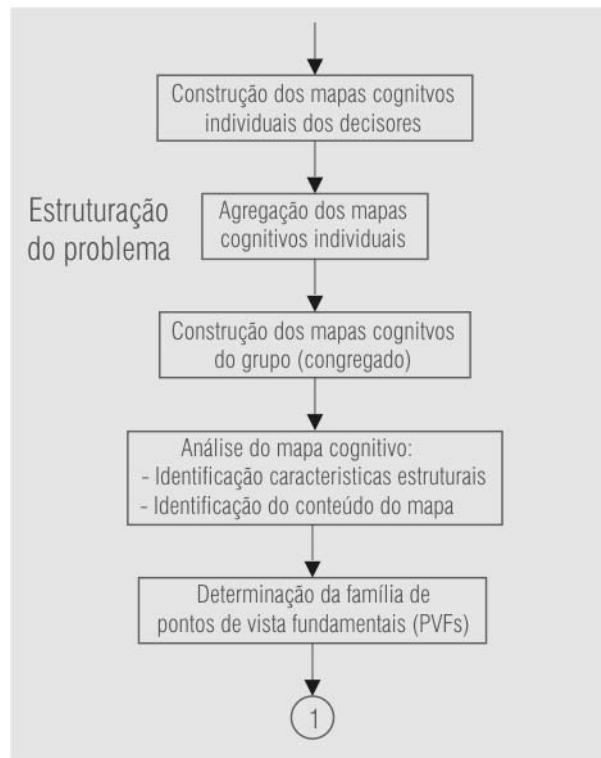 Construção dos mapas cognitvos
individuais dos decisores
Estruturação
do problema
Agregação dos mapas
cognitivos individuais
Construção dos mapas cognitvos
do grupo (congregado)
Análise do mapa cognitivo:
- Identificação caracteristicas estruturais
- Identificação do conteúdo do mapa
Determinação da família de
pontos de vista fundamentais (PVFs)
1